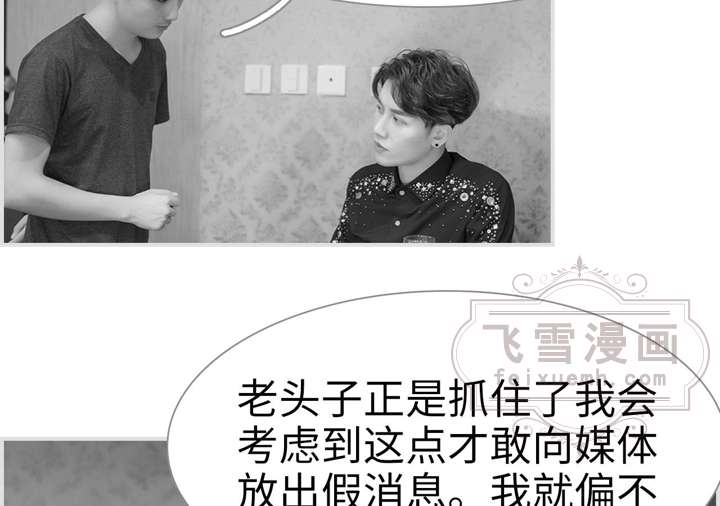 飞雪漫画
feixuemh.com
老头子正是抓住了我会
考虑到这点才敢向媒体
放出假消息。我就偏不